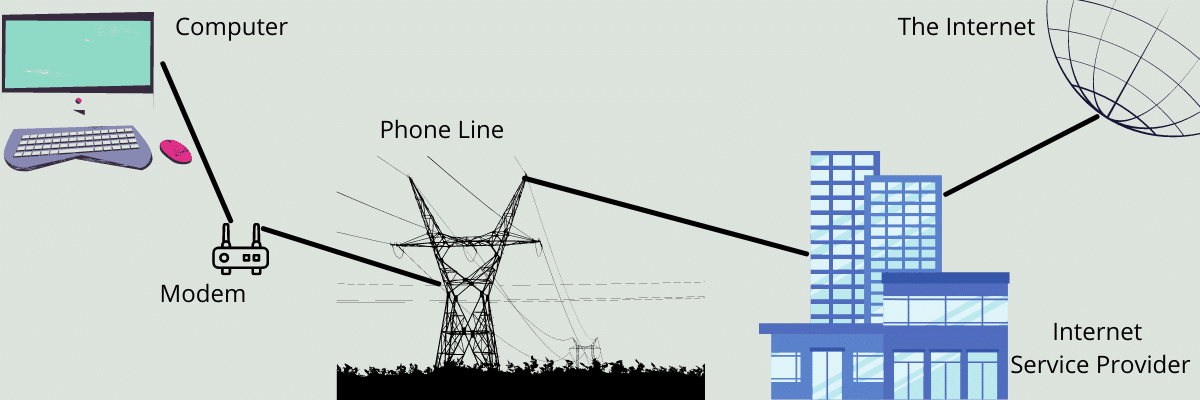 Computer
The Internet
Phone Line
Modem
Internet
Service Provider